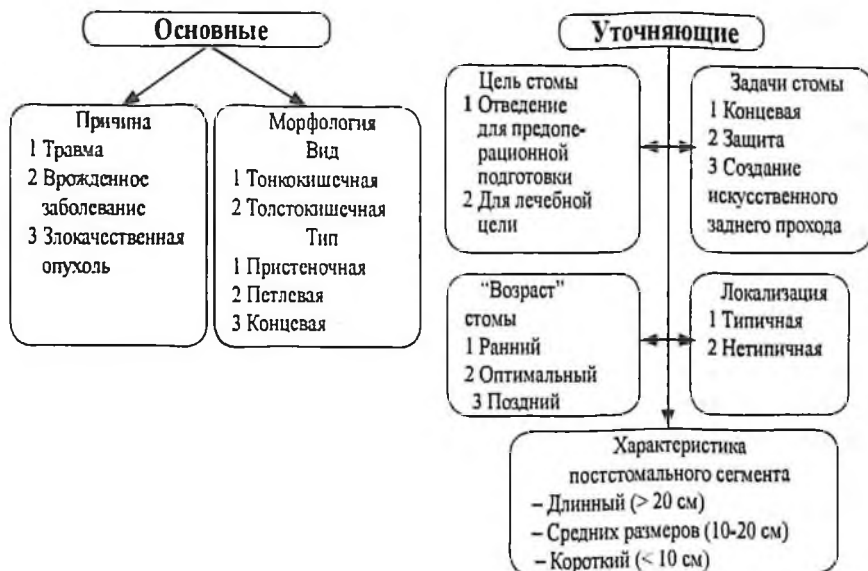 Основные
Причина
1 Травма
2 Врожденное
заболевание
3 Злокачественная
опухоль
Морфология
Вид
1 Тонкокишечная
2 Толстокишечная
Тип
1 Пристеночная
2 Петлевая
3 Концевая
Уточняющие
Цель стомы
1 Отведение
для предопе-
рационной
подготовки
2 Для лечебной
цели
Задачи стомы
1 Концевая
2 Защита
3 Создание
искусственного
заднего прохода
"Возраст"
стомы
1 Ранний
2 Оптимальный
3 Поздний
Локализация
1 Типичная
2 Нетипичная
Характеристика
постстомального сегмента
– Длинный (> 20 см)
– Средних размеров (10-20 см)
– Короткий (< 10 см)